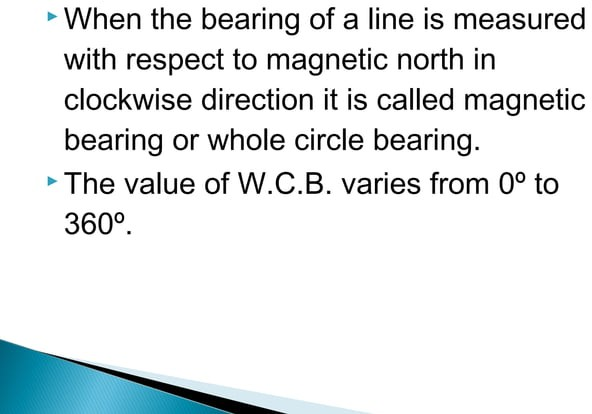 When the bearing of a line is measured
with respect to magnetic north in
clockwise direction it is called magnetic
bearing or whole circle bearing.
The value of W.C.B. varies from 0º to
360º.